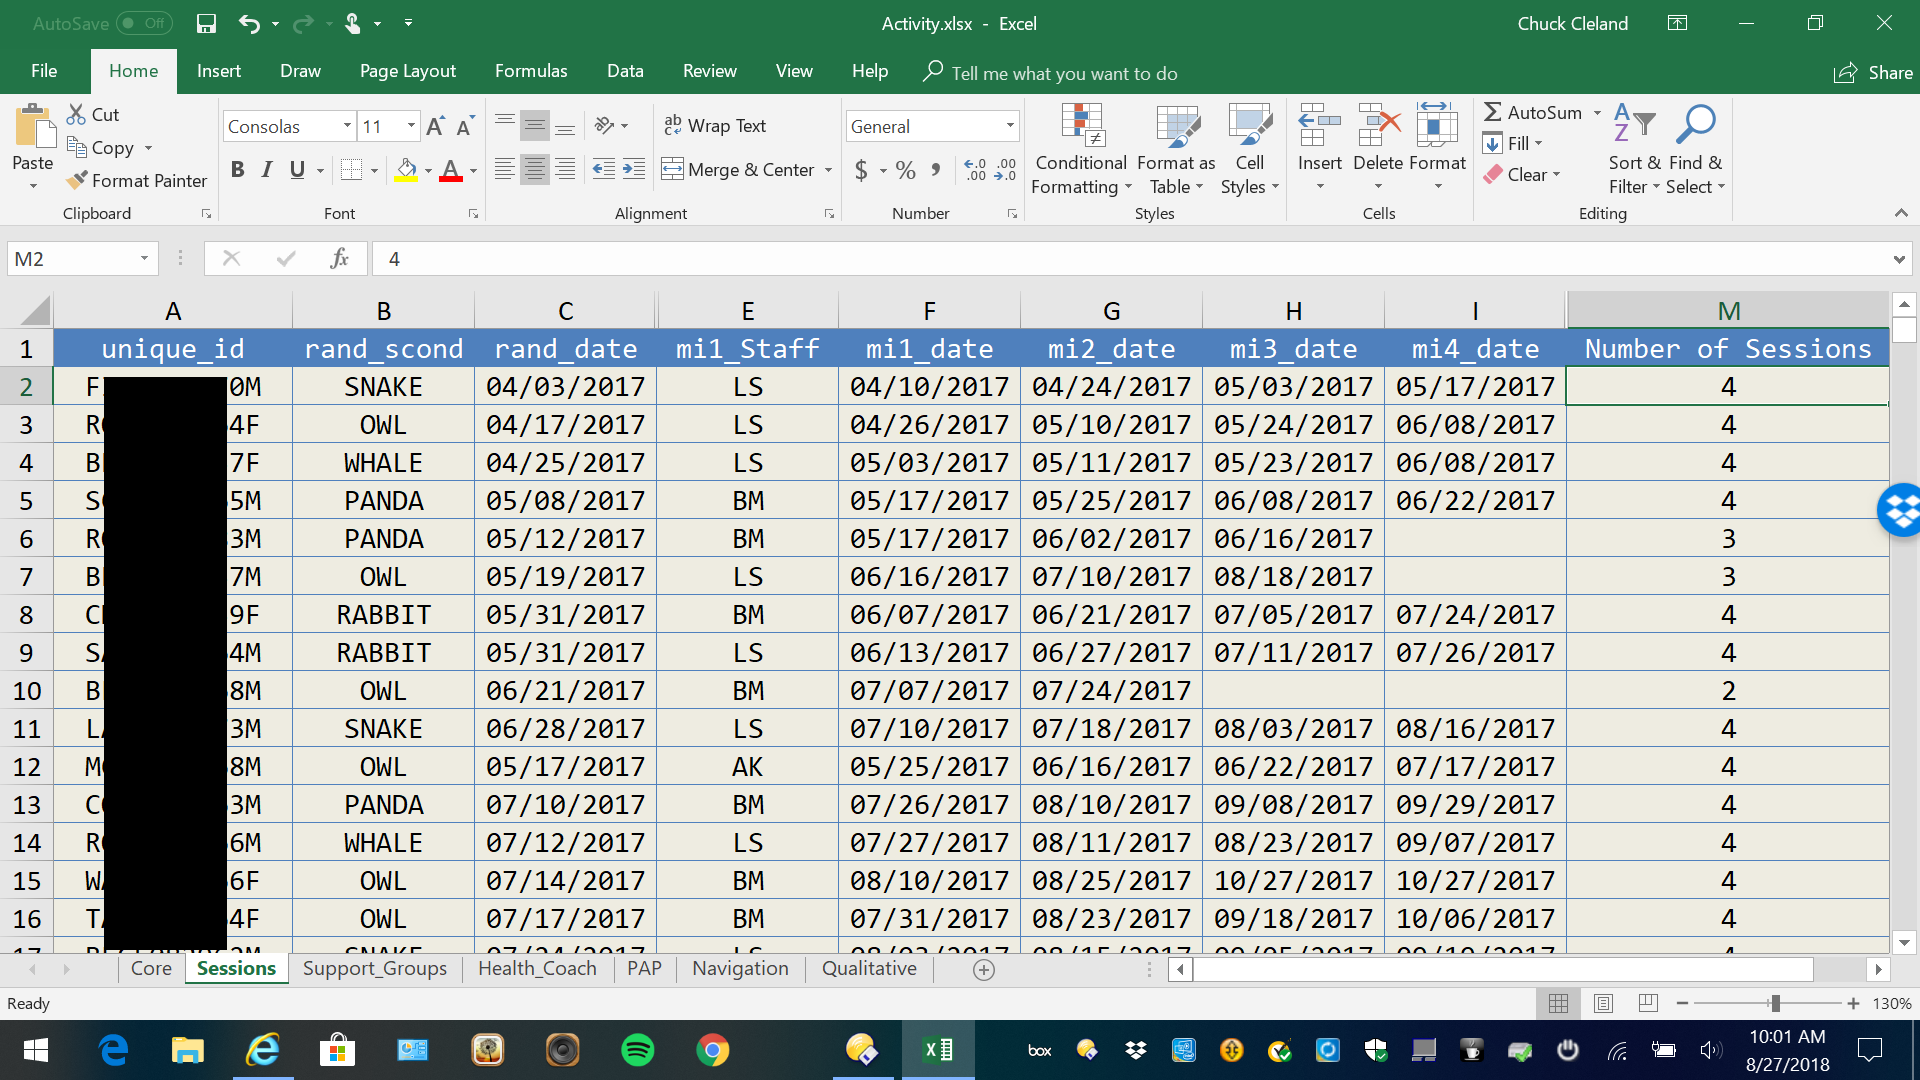 AutoSave Off Activity.xlsx - Excel Chuck Cleland
File Home Insert Draw Page Layout Formulas Data Review View Help Tell me what you want to do Share
Paste
Cut
Copy
Format Painter
Clipboard
Consolas 11
B I U
Font
Wrap Text
Merge & Center
Alignment
General
$ % ,
Number
Conditional Formatting
Format as Table
Cell Styles
Styles
Insert Delete Format
Cells
AutoSum
Fill
Clear
Sort & Filter
Find & Select
Editing
M2 fx 4
A B C E F G H I M
1 unique_id rand_scond rand_date mi1_Staff mi1_date mi2_date mi3_date mi4_date Number of Sessions
2 0M SNAKE 04/03/2017 LS 04/10/2017 04/24/2017 05/03/2017 05/17/2017 4
3 4F OWL 04/17/2017 LS 04/26/2017 05/10/2017 05/24/2017 06/08/2017 4
4 7F WHALE 04/25/2017 LS 05/03/2017 05/11/2017 05/23/2017 06/08/2017 4
5 5M PANDA 05/08/2017 BM 05/17/2017 05/25/2017 06/08/2017 06/22/2017 4
6 3M PANDA 05/12/2017 BM 05/17/2017 06/02/2017 06/16/2017 3
7 7M OWL 05/19/2017 LS 06/16/2017 07/10/2017 08/18/2017 3
8 9F RABBIT 05/31/2017 BM 06/07/2017 06/21/2017 07/05/2017 07/24/2017 4
9 4M RABBIT 05/31/2017 LS 06/13/2017 06/27/2017 07/11/2017 07/26/2017 4
10 8M OWL 06/21/2017 BM 07/07/2017 07/24/2017 2
11 3M SNAKE 06/28/2017 LS 07/10/2017 07/18/2017 08/03/2017 08/16/2017 4
12 8M OWL 05/17/2017 AK 05/25/2017 06/16/2017 06/22/2017 07/17/2017 4
13 3M PANDA 07/10/2017 BM 07/26/2017 08/10/2017 09/08/2017 09/29/2017 4
14 6M WHALE 07/12/2017 LS 07/27/2017 08/11/2017 08/23/2017 09/07/2017 4
15 6F OWL 07/14/2017 BM 08/10/2017 08/25/2017 10/27/2017 10/27/2017 4
16 4F OWL 07/17/2017 BM 07/31/2017 08/23/2017 09/18/2017 10/06/2017 4
Core Sessions Support_Groups Health_Coach PAP Navigation Qualitative
Ready 130%
box 10:01 AM
8/27/2018